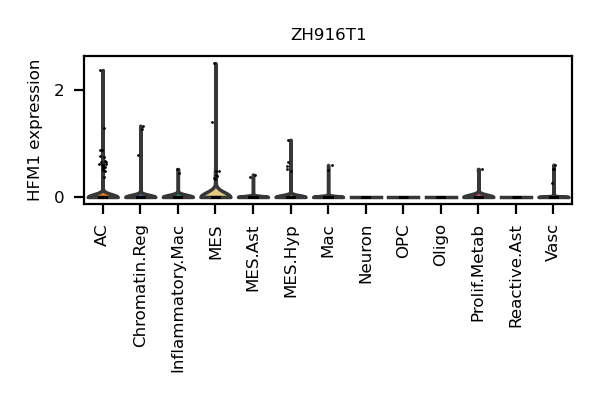 ZH916T1
HFM1 expression
2
0
AC
Chromatin.Reg
Inflammatory.Mac
MES
MES.Ast
MES.Hyp
Mac
Neuron
OPC
Oligo
Prolif.Metab
Reactive.Ast
Vasc